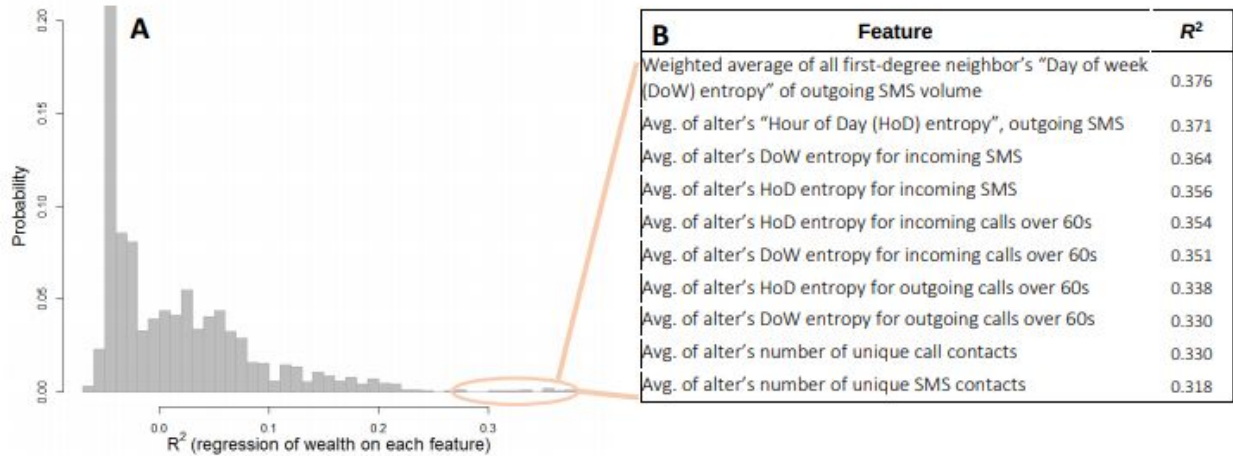 A
0.20
0.15
0.10
0.05
0.00
Probability
0.0 0.1 0.2 0.3
R² (regression of wealth on each feature)
B Feature R²
Weighted average of all first-degree neighbor's "Day of week
(DoW) entropy" of outgoing SMS volume 0.376
Avg. of alter's "Hour of Day (HoD) entropy", outgoing SMS 0.371
Avg. of alter's DoW entropy for incoming SMS 0.364
Avg. of alter's HoD entropy for incoming SMS 0.356
Avg. of alter's HoD entropy for incoming calls over 60s 0.354
Avg. of alter's DoW entropy for incoming calls over 60s 0.351
Avg. of alter's HoD entropy for outgoing calls over 60s 0.338
Avg. of alter's DoW entropy for outgoing calls over 60s 0.330
Avg. of alter's number of unique call contacts 0.330
Avg. of alter's number of unique SMS contacts 0.318